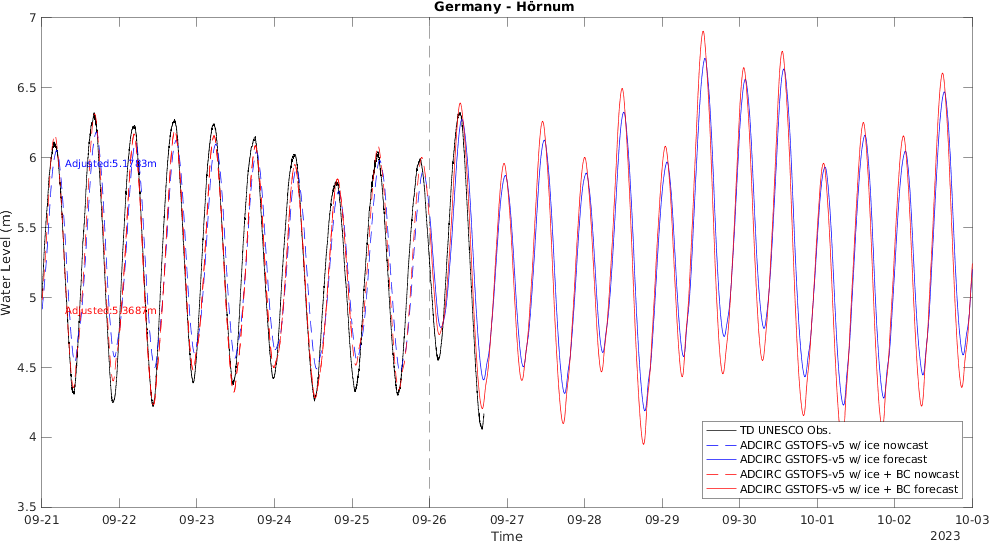 Germany - Hörnum
7
6.5
6
5.5
5
4.5
4
3.5
Water Level (m)
Adjusted:5.1783m
Adjusted:5.3687m
TD UNESCO Obs.
ADCIRC GSTOFS-v5 w/ ice nowcast
ADCIRC GSTOFS-v5 w/ ice forecast
ADCIRC GSTOFS-v5 w/ ice + BC nowcast
ADCIRC GSTOFS-v5 w/ ice + BC forecast
09-21 09-22 09-23 09-24 09-25 09-26 09-27 09-28 09-29 09-30 10-01 10-02 10-03
Time
2023